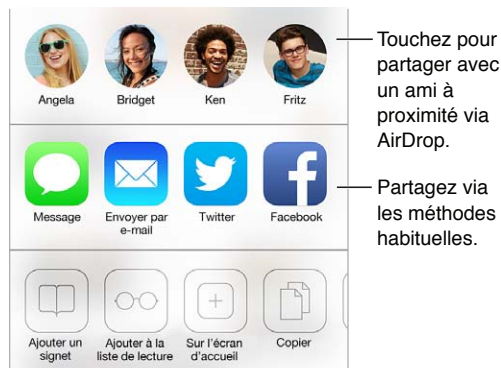 Angela Bridget Ken Fritz
Touchez pour
partager avec
un ami à
proximité via
AirDrop.
Message Envoyer par
e-mail Twitter Facebook
Partagez via
les méthodes
habituelles.
Ajouter un
signet Ajouter à la
liste de lecture Sur l'écran
d'accueil Copier